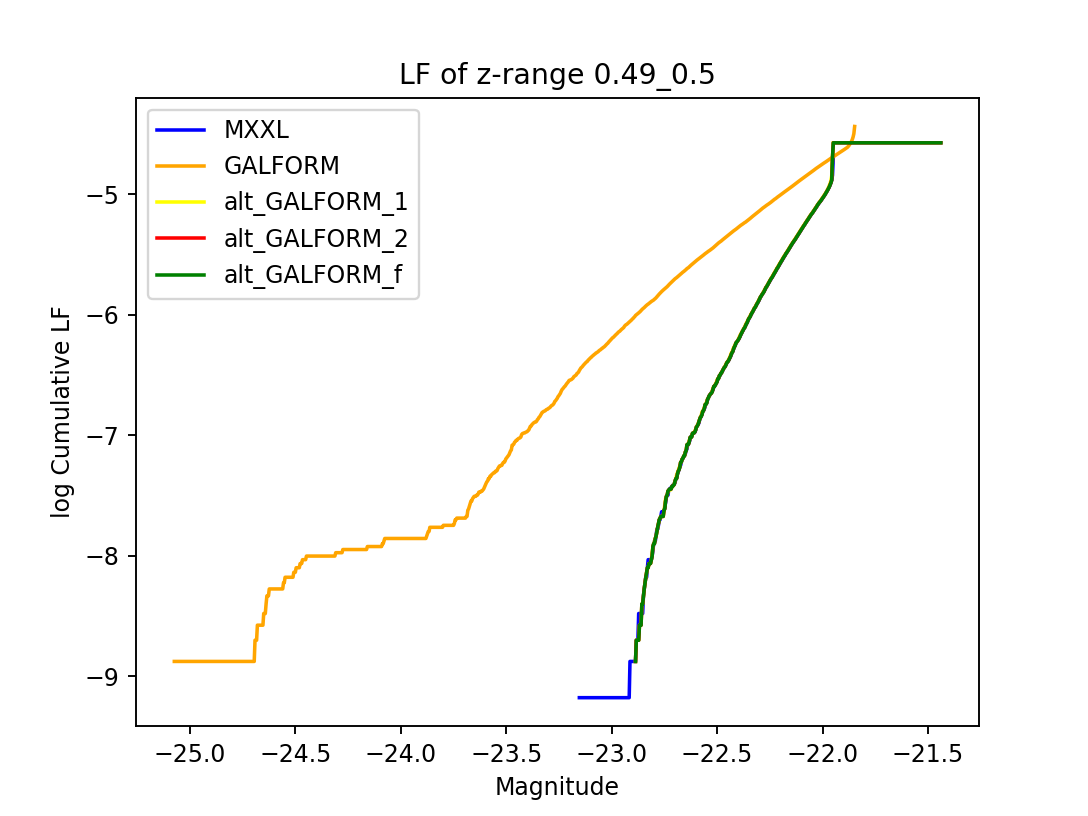 LF of z-range 0.49_0.5
MXXL
GALFORM
alt_GALFORM_1
alt_GALFORM_2
alt_GALFORM_f
log Cumulative LF
−5
−6
−7
−8
−9
−25.0 −24.5 −24.0 −23.5 −23.0 −22.5 −22.0 −21.5
Magnitude